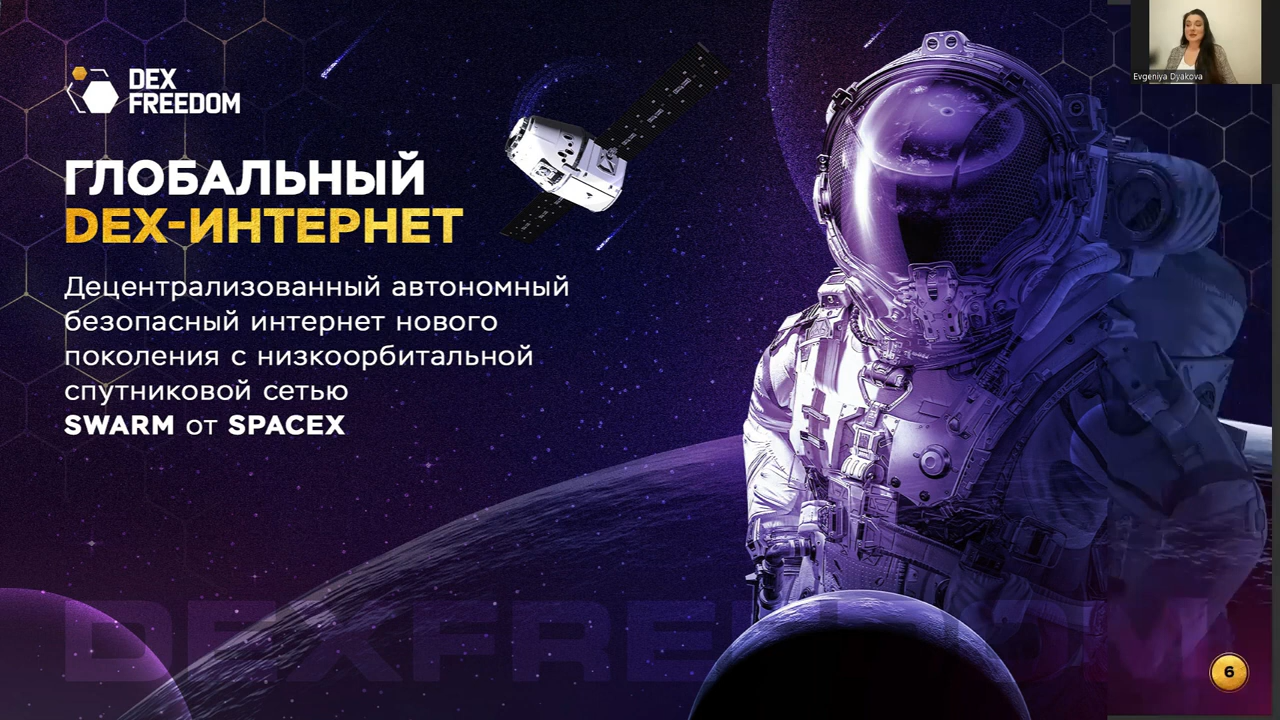 DEX
FREEDOM
ГЛОБАЛЬНЫЙ
DEX-ИНТЕРНЕТ
Децентрализованный автономный
безопасный интернет нового
поколения с низкоорбитальной
спутниковой сетью
SWARM от SPACEX
DEXFREEDOM
6
Evgeniya Dyakova